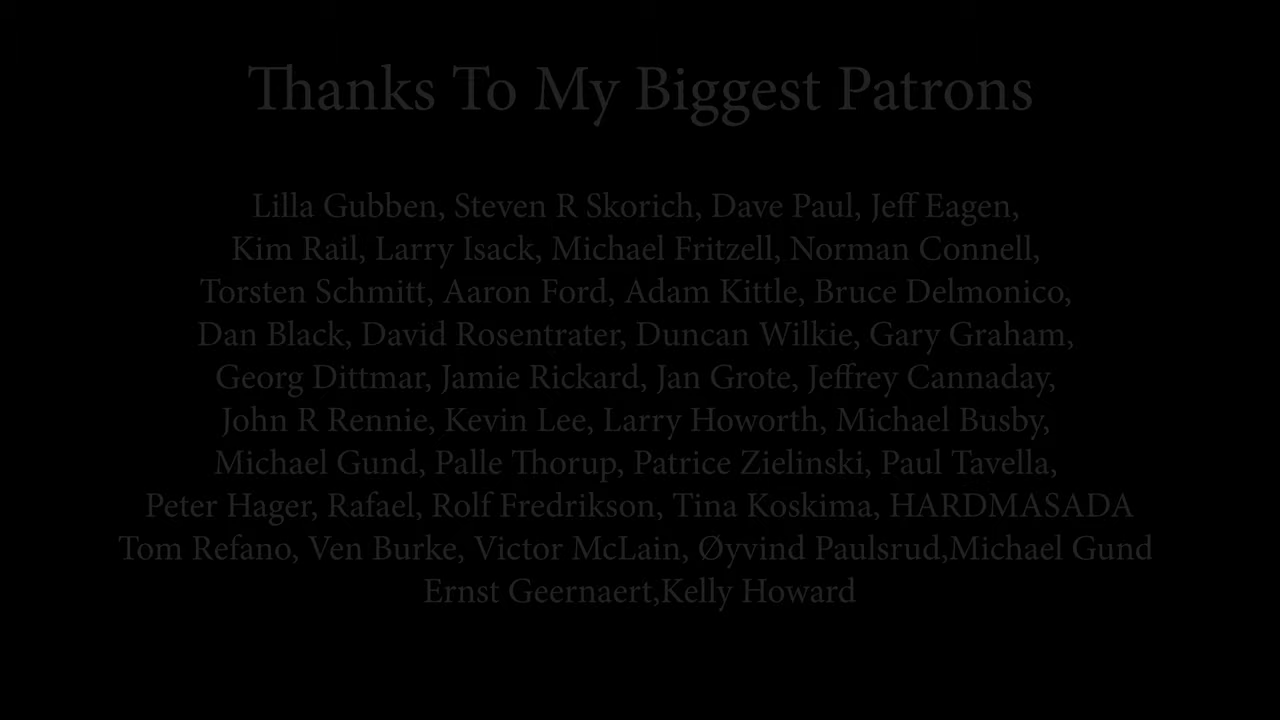 Thanks To My Biggest Patrons
Lilla Gubben, Steven R Skorich, Dave Paul, Jeff Eagen,
Kim Rail, Larry Isack, Michael Fritzell, Norman Connell,
Torsten Schmitt, Aaron Ford, Adam Kittle, Bruce Delmonico,
Dan Black, David Rosentrater, Duncan Wilkie, Gary Graham,
Georg Dittmar, Jamie Rickard, Jan Grote, Jeffrey Cannaday,
John R Rennie, Kevin Lee, Larry Howorth, Michael Busby,
Michael Gund, Palle Thorup, Patrice Zielinski, Paul Tavella,
Peter Hager, Rafael, Rolf Fredrikson, Tina Koskima, HARDMASADA
Tom Refano, Ven Burke, Victor McLain, Øyvind Paulsrud,Michael Gund
Ernst Geernaert,Kelly Howard